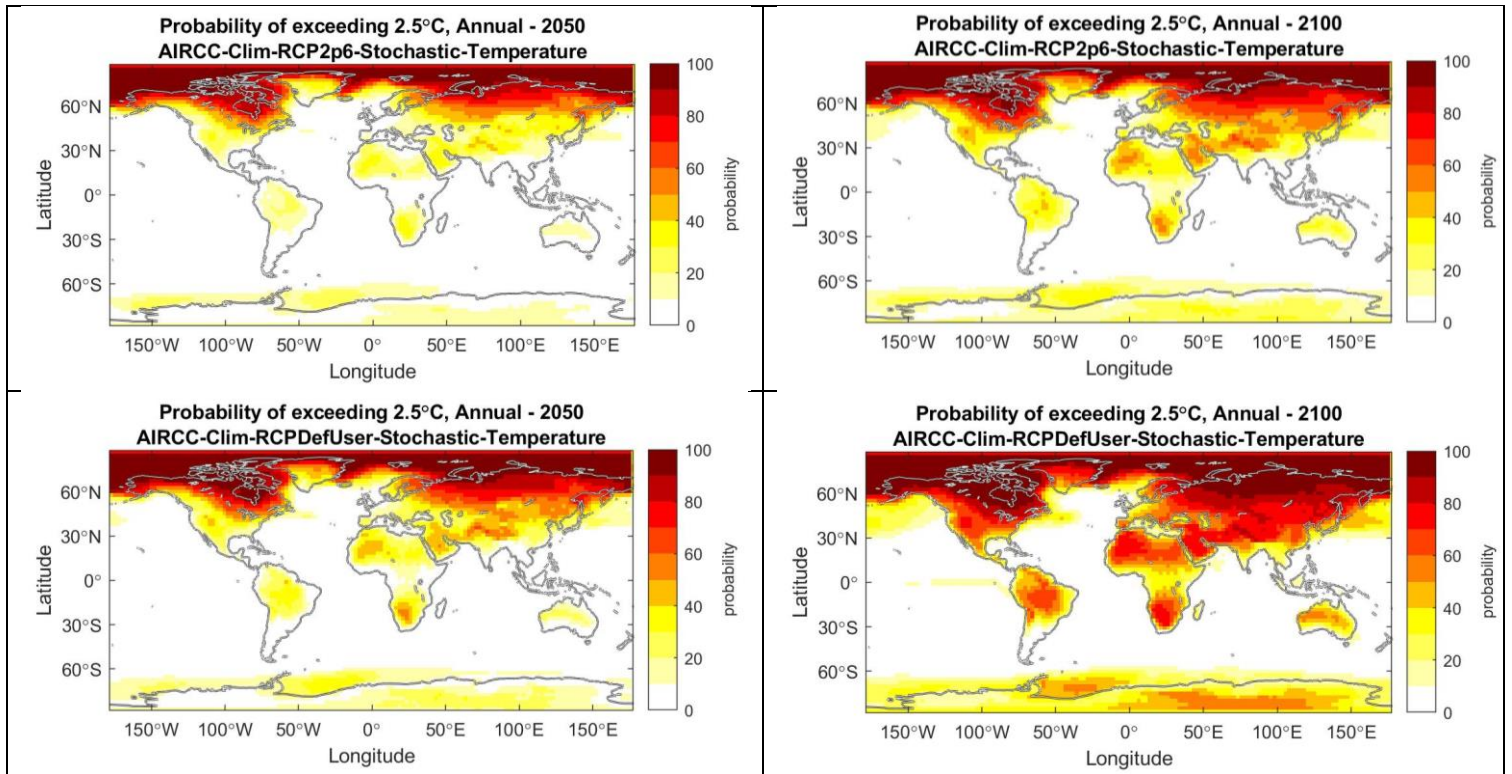 Probability of exceeding 2.5°C, Annual - 2050
AIRCC-Clim-RCP2p6-Stochastic-Temperature
60°N
30°N
0°
30°S
60°S
Latitude
150°W 100°W 50°W 0° 50°E 100°E 150°E
Longitude
100
80
60
40
20
0
probability
Probability of exceeding 2.5°C, Annual - 2100
AIRCC-Clim-RCP2p6-Stochastic-Temperature
60°N
30°N
0°
30°S
60°S
Latitude
150°W 100°W 50°W 0° 50°E 100°E 150°E
Longitude
100
80
60
40
20
0
probability
Probability of exceeding 2.5°C, Annual - 2050
AIRCC-Clim-RCPDefUser-Stochastic-Temperature
60°N
30°N
0°
30°S
60°S
Latitude
150°W 100°W 50°W 0° 50°E 100°E 150°E
Longitude
100
80
60
40
20
0
probability
Probability of exceeding 2.5°C, Annual - 2100
AIRCC-Clim-RCPDefUser-Stochastic-Temperature
60°N
30°N
0°
30°S
60°S
Latitude
150°W 100°W 50°W 0° 50°E 100°E 150°E
Longitude
100
80
60
40
20
0
probability